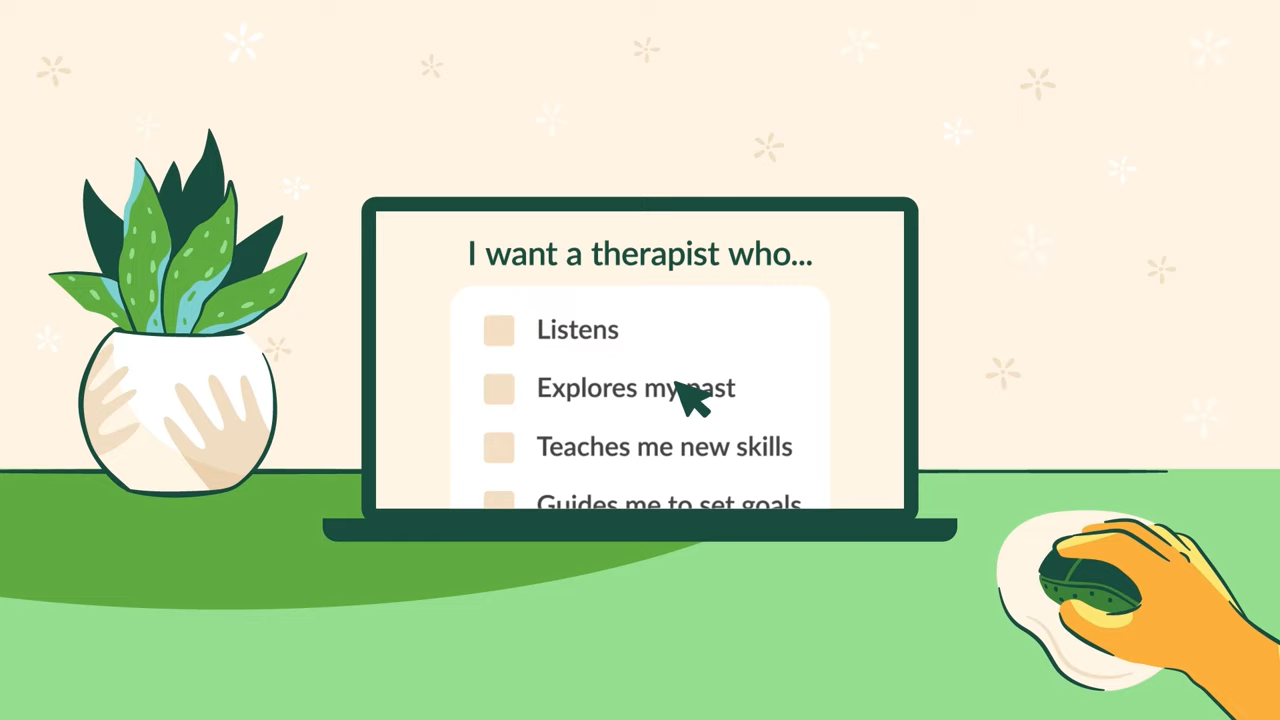 I want a therapist who...
Listens
Explores my past
Teaches me new skills
Guides me to set goals